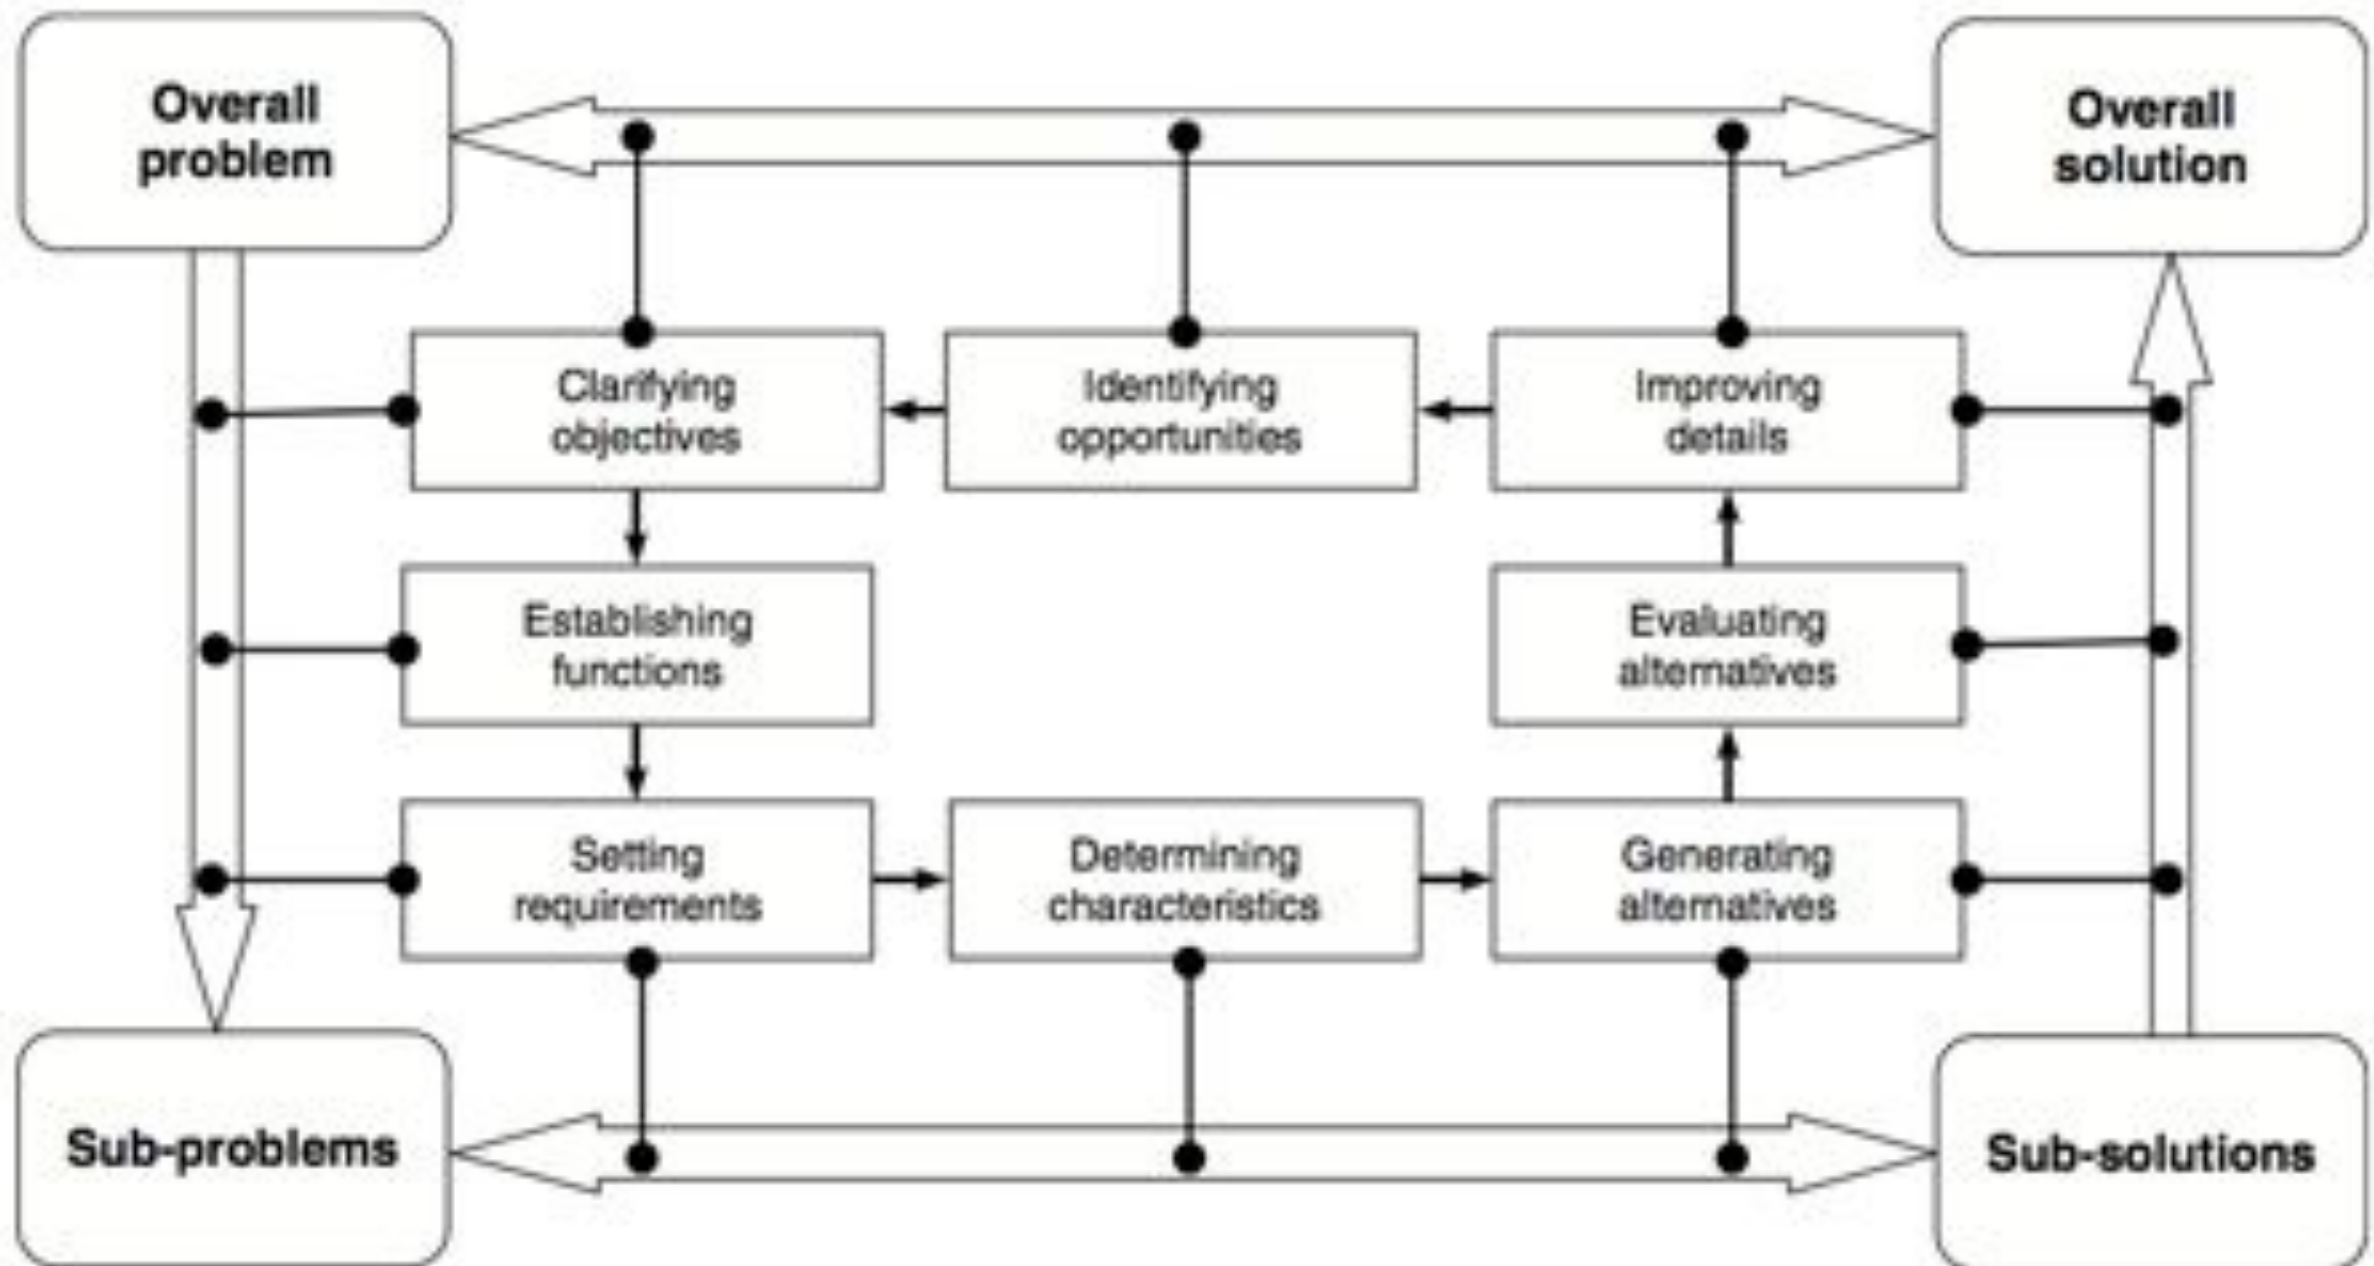 Overall
problem
Overall
solution
Clarifying
objectives
Identifying
opportunities
Improving
details
Establishing
functions
Evaluating
alternatives
Setting
requirements
Determining
characteristics
Generating
alternatives
Sub-problems
Sub-solutions